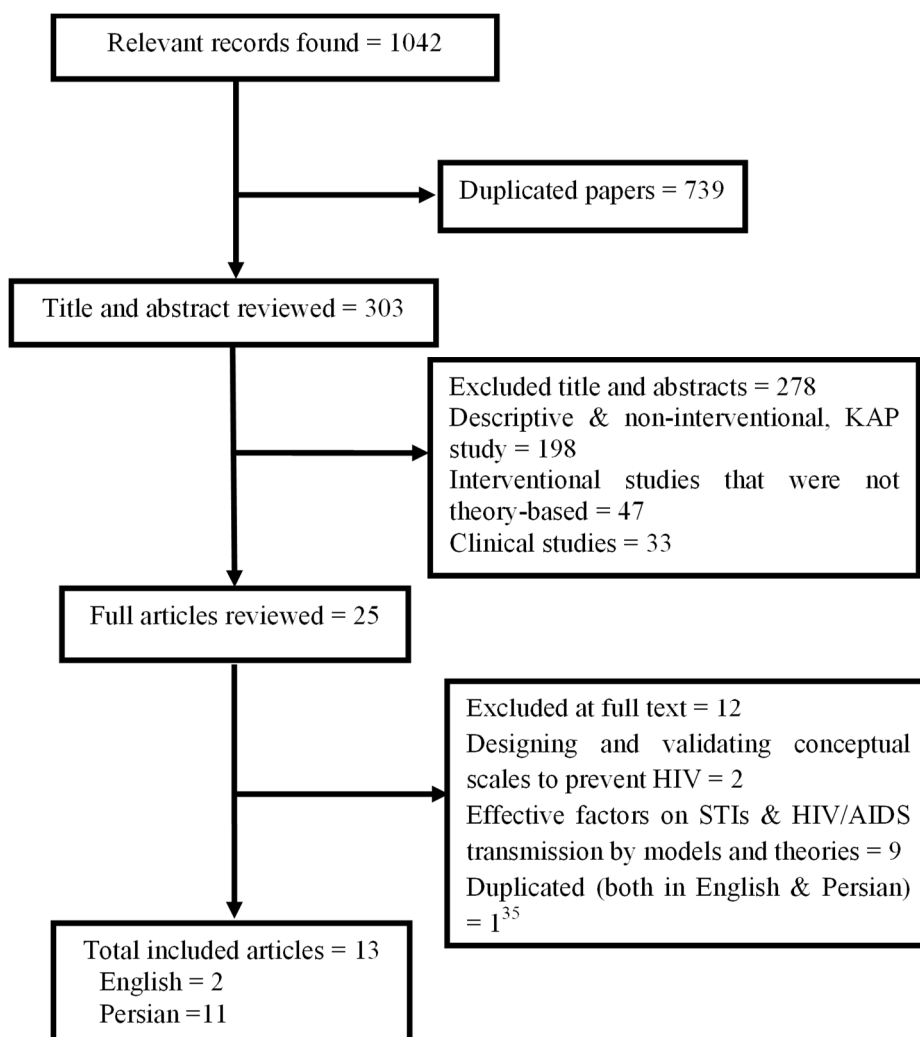 Relevant records found = 1042
Duplicated papers = 739
Title and abstract reviewed = 303
Excluded title and abstracts = 278
Descriptive & non-interventional, KAP
study = 198
Interventional studies that were not
theory-based = 47
Clinical studies = 33
Full articles reviewed = 25
Excluded at full text = 12
Designing and validating conceptual
scales to prevent HIV = 2
Effective factors on STIs & HIV/AIDS
transmission by models and theories = 9
Duplicated (both in English & Persian)
= 1³⁵
Total included articles = 13
English = 2
Persian =11